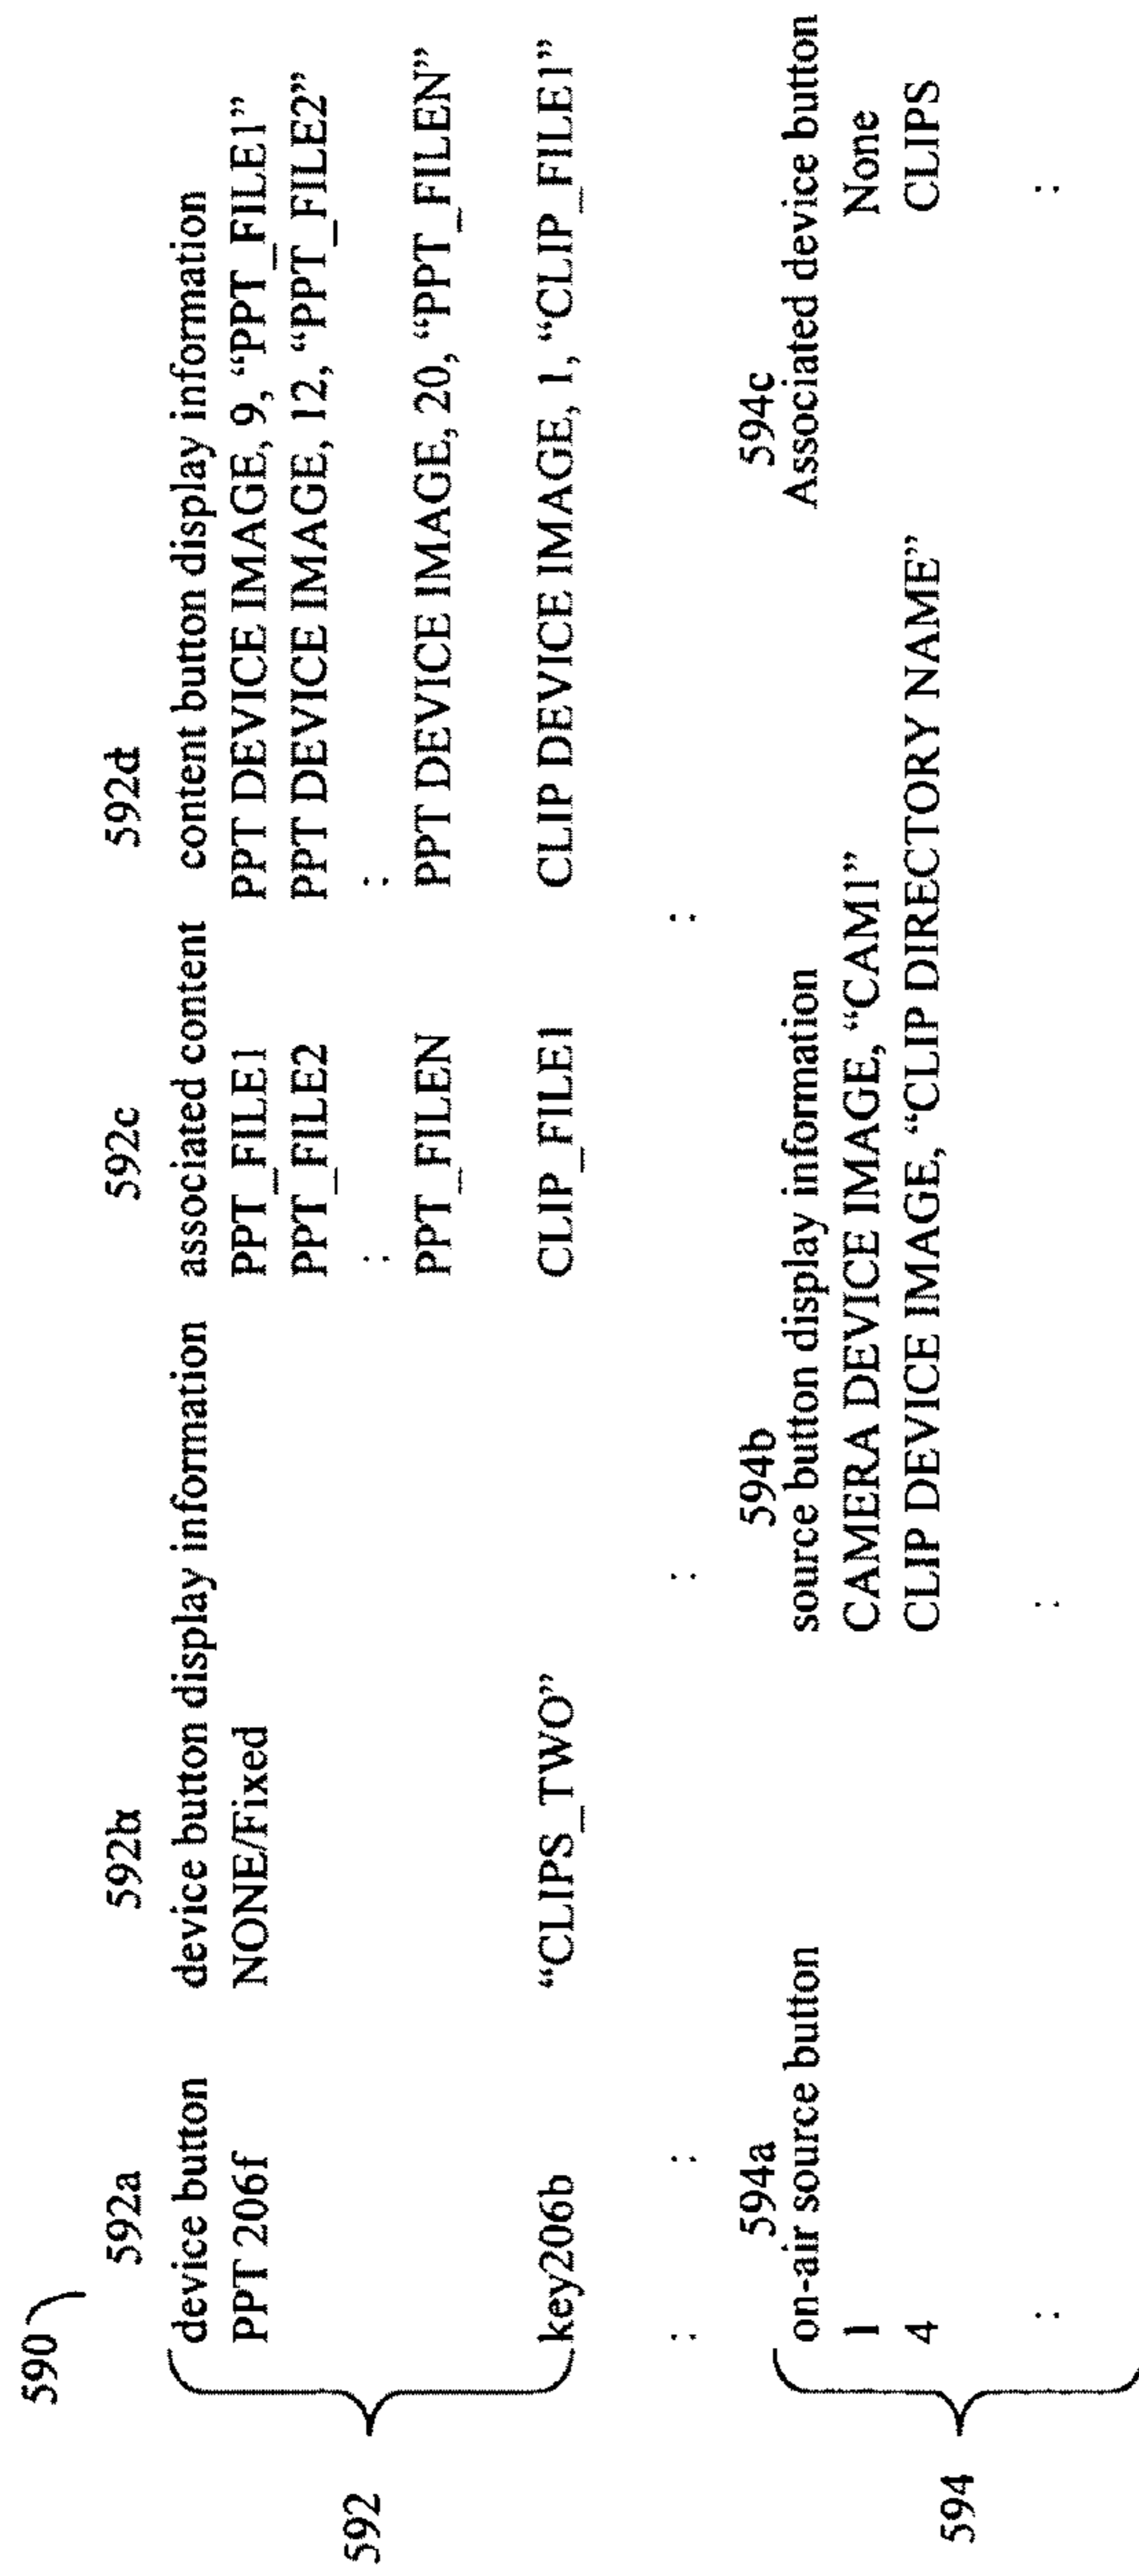 590
592a 592b 592c 592d
device button device button display information associated content content button display information
PPT 206f NONE/Fixed PPT_FILE1 PPT DEVICE IMAGE, 9, “PPT_FILE1”
PPT_FILE2 PPT DEVICE IMAGE, 12, “PPT_FILE2”
: :
592
PPT_FILEN PPT DEVICE IMAGE, 20, “PPT_FILEN”
key206b “CLIPS_TWO” CLIP_FILE1 CLIP DEVICE IMAGE, 1, “CLIP_FILE1”
: : : :
594a 594b 594c
on-air source button source button display information Associated device button
1 CAMERA DEVICE IMAGE, “CAM1” None
4 CLIP DEVICE IMAGE, “CLIP DIRECTORY NAME” CLIPS
594
: : :